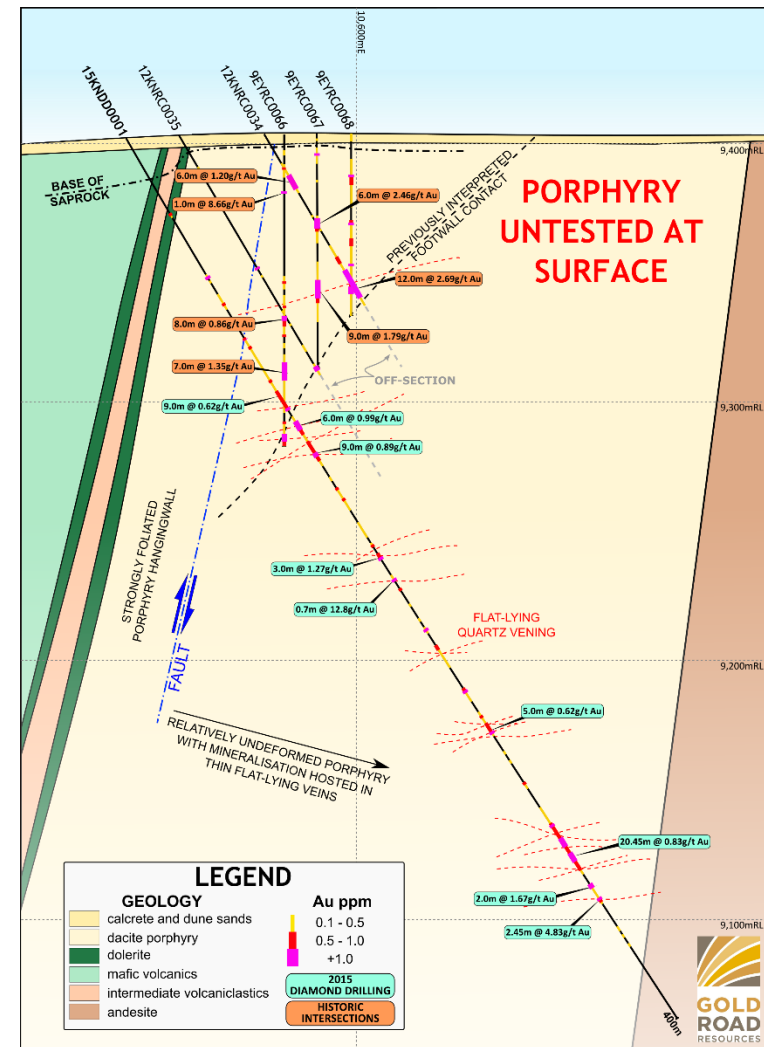 10,600mE
15KNDD0001
12KNRC0035
12KNRC0034
9EYRC0066
9EYRC0067
9EYRC0068
9,400mRL
BASE OF
SAPROCK
6.0m @ 1.20g/t Au
1.0m @ 8.66g/t Au
6.0m @ 2.46g/t Au
PREVIOUSLY INTERPRETED
FOOTWALL CONTACT
PORPHYRY
UNTESTED AT
SURFACE
12.0m @ 2.69g/t Au
8.0m @ 0.86g/t Au
9.0m @ 1.79g/t Au
7.0m @ 1.35g/t Au
OFF-SECTION
9,300mRL
9.0m @ 0.62g/t Au
6.0m @ 0.99g/t Au
9.0m @ 0.89g/t Au
STRONGLY FOLIATED
PORPHYRY HANGINGWALL
3.0m @ 1.27g/t Au
0.7m @ 12.8g/t Au
FLAT-LYING
QUARTZ VENING
FAULT
9,200mRL
RELATIVELY UNDEFORMED PORPHYRY
WITH MINERALISATION HOSTED IN
THIN FLAT-LYING VEINS
5.0m @ 0.62g/t Au
20.45m @ 0.83g/t Au
2.0m @ 1.67g/t Au
9,100mRL
2.45m @ 4.83g/t Au
400m
LEGEND
GEOLOGY
calcrete and dune sands
dacite porphyry
dolerite
mafic volcanics
intermediate volcaniclastics
andesite
Au ppm
0.1 - 0.5
0.5 - 1.0
+1.0
2015
DIAMOND DRILLING
HISTORIC
INTERSECTIONS
GOLD
ROAD
RESOURCES